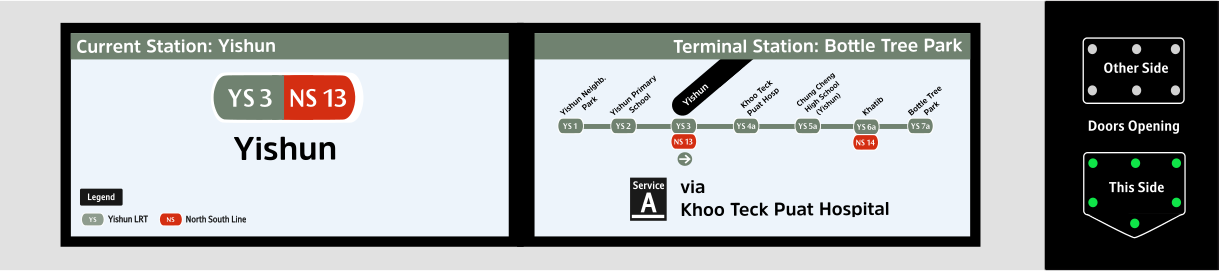 Current Station: Yishun
YS 3 NS 13
Yishun
Legend
YS Yishun LRT NS North South Line
Terminal Station: Bottle Tree Park
Yishun Neighb.
Park
Yishun Primary
School
Yishun
Khoo Teck
Puat Hosp
Chung Cheng
High School
(Yishun)
Khatib
Bottle Tree
Park
YS 1 YS 2 YS 3 YS 4a YS 5a YS 6a YS 7a
NS 13 NS 14
Service
A
via
Khoo Teck Puat Hospital
Other Side
Doors Opening
This Side